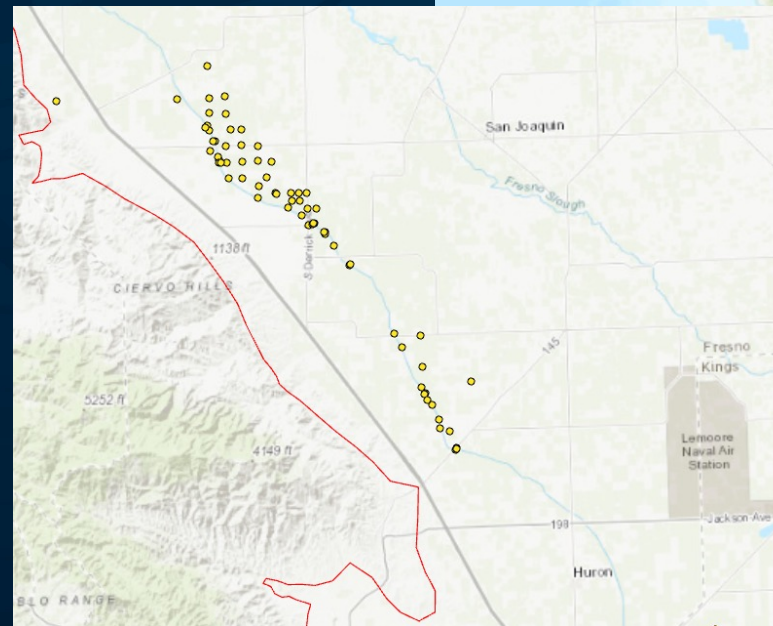 San Joaquin
Fresno Slough
S Derrick
1138 ft
CIERVO HILLS
145
Fresno
Kings
5252 ft
4149 ft
Lemoore
Naval Air
Station
198
Jackson Ave
Huron
BLO RANGE